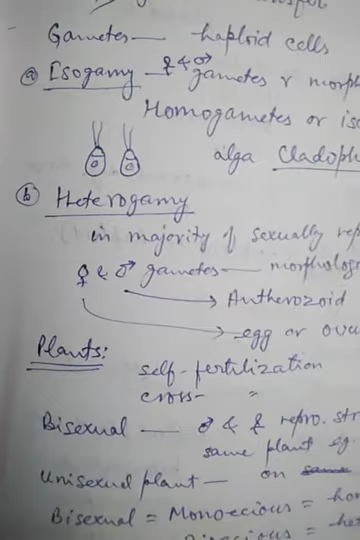 Gametes — haploid cells
ⓐ Isogamy — ♀ & ♂ gametes r morph
Homogametes or iso
alga Cladoph
ⓑ Heterogamy
in majority of sexually rep
♀ & ♂ gametes — morpholog
Antherozoid
egg or ovu
Plants:
self-fertilization
cross- "
Bisexual — ♂ & ♀ repro. str
same plant eg.
Unisexual plant — on same
Bisexual = Monoecious = hom